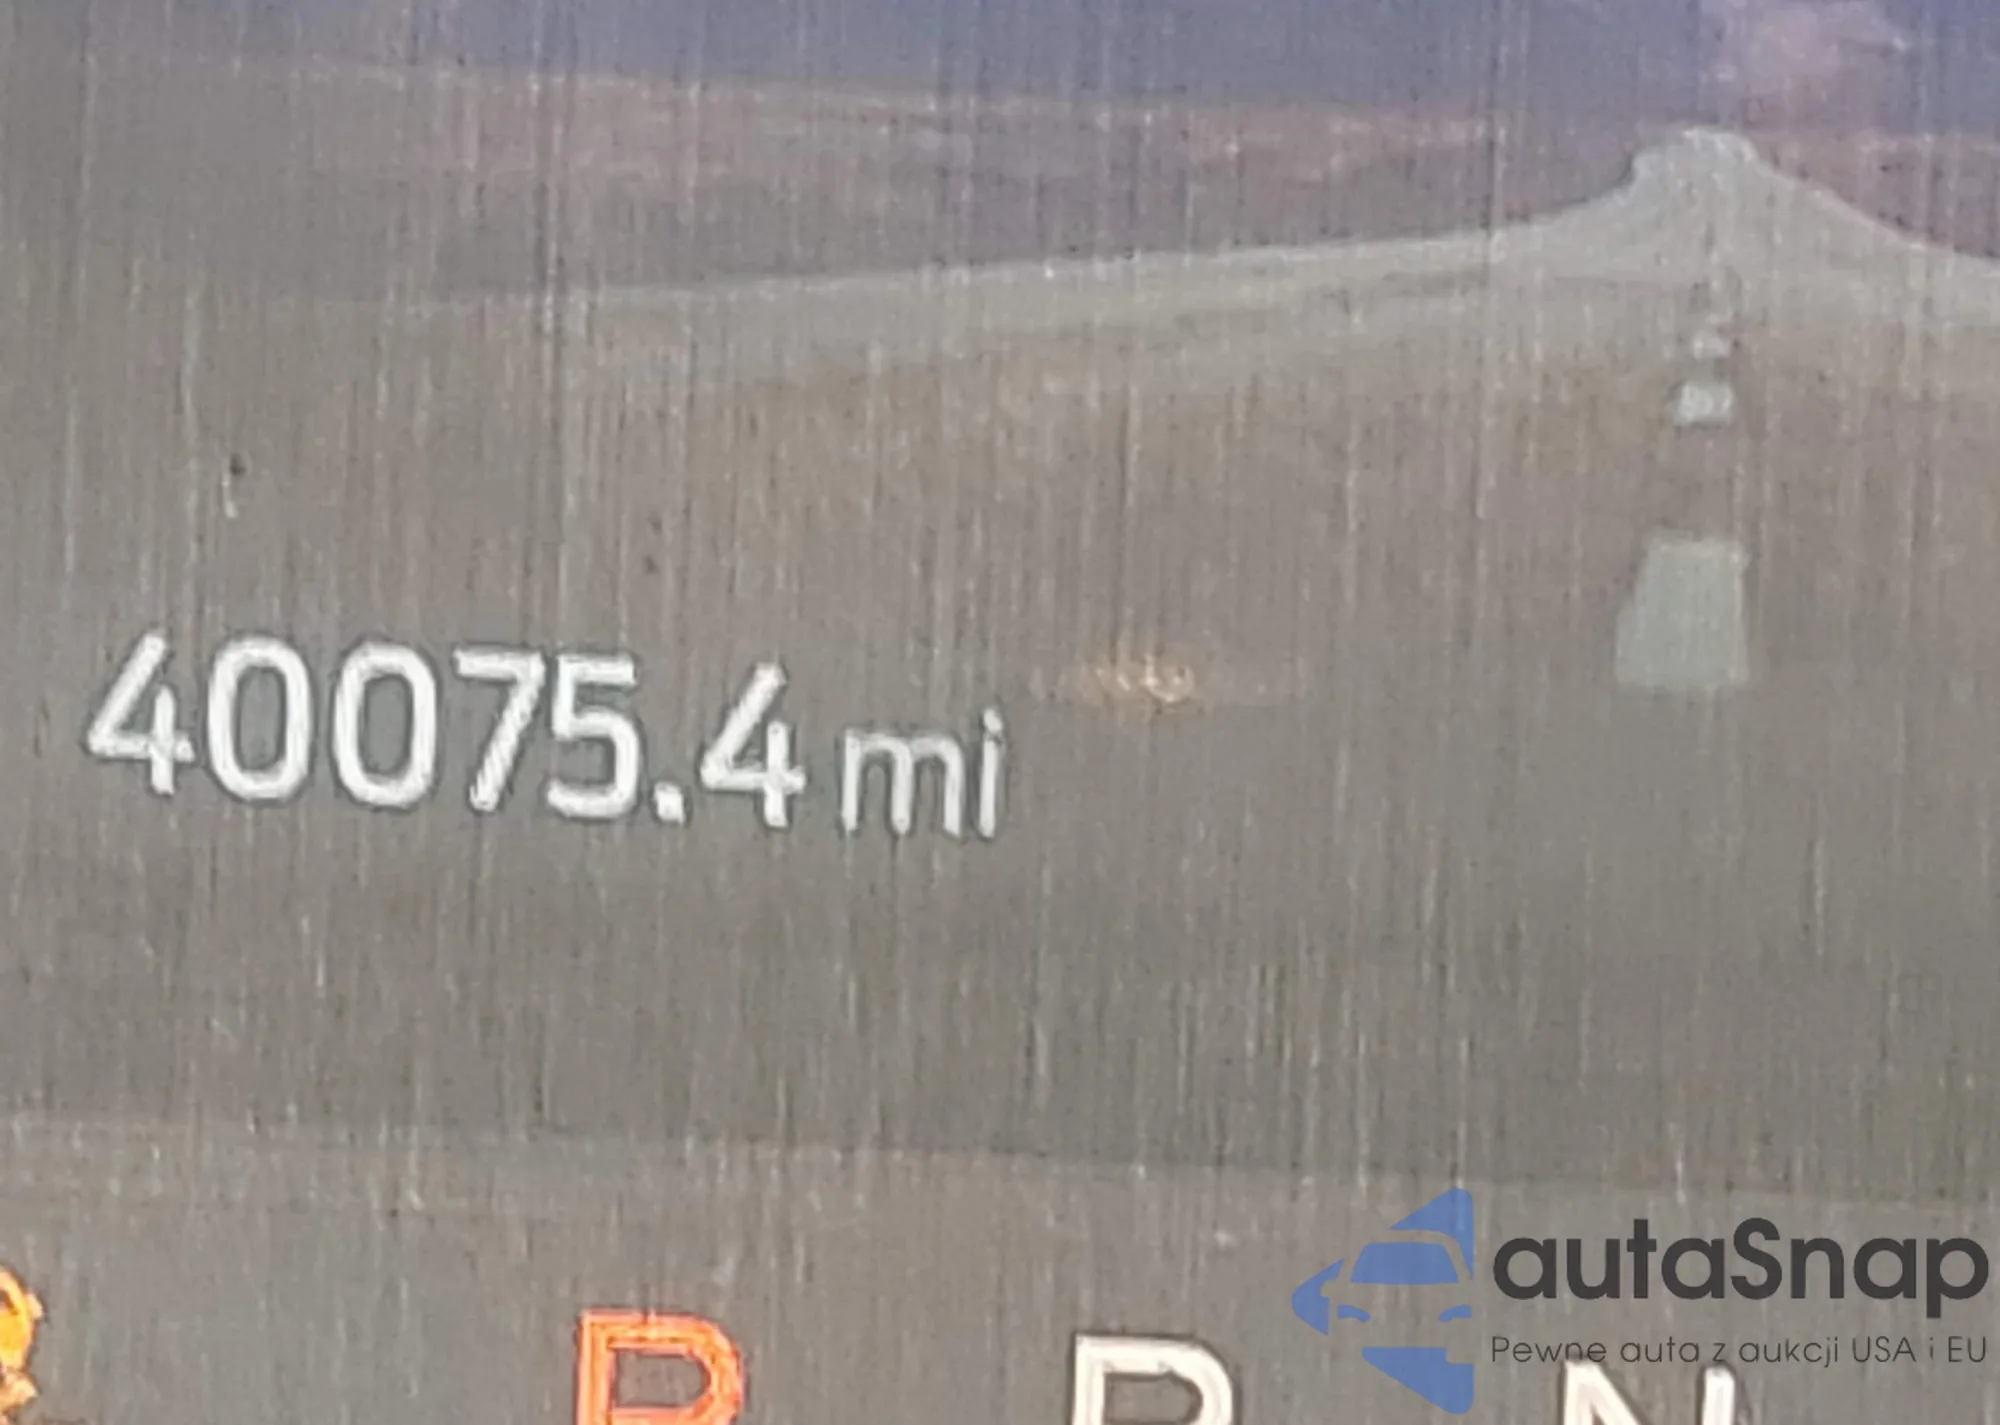 40075.4 mi
P R N
autaSnap
Pewne auta z aukcji USA i EU